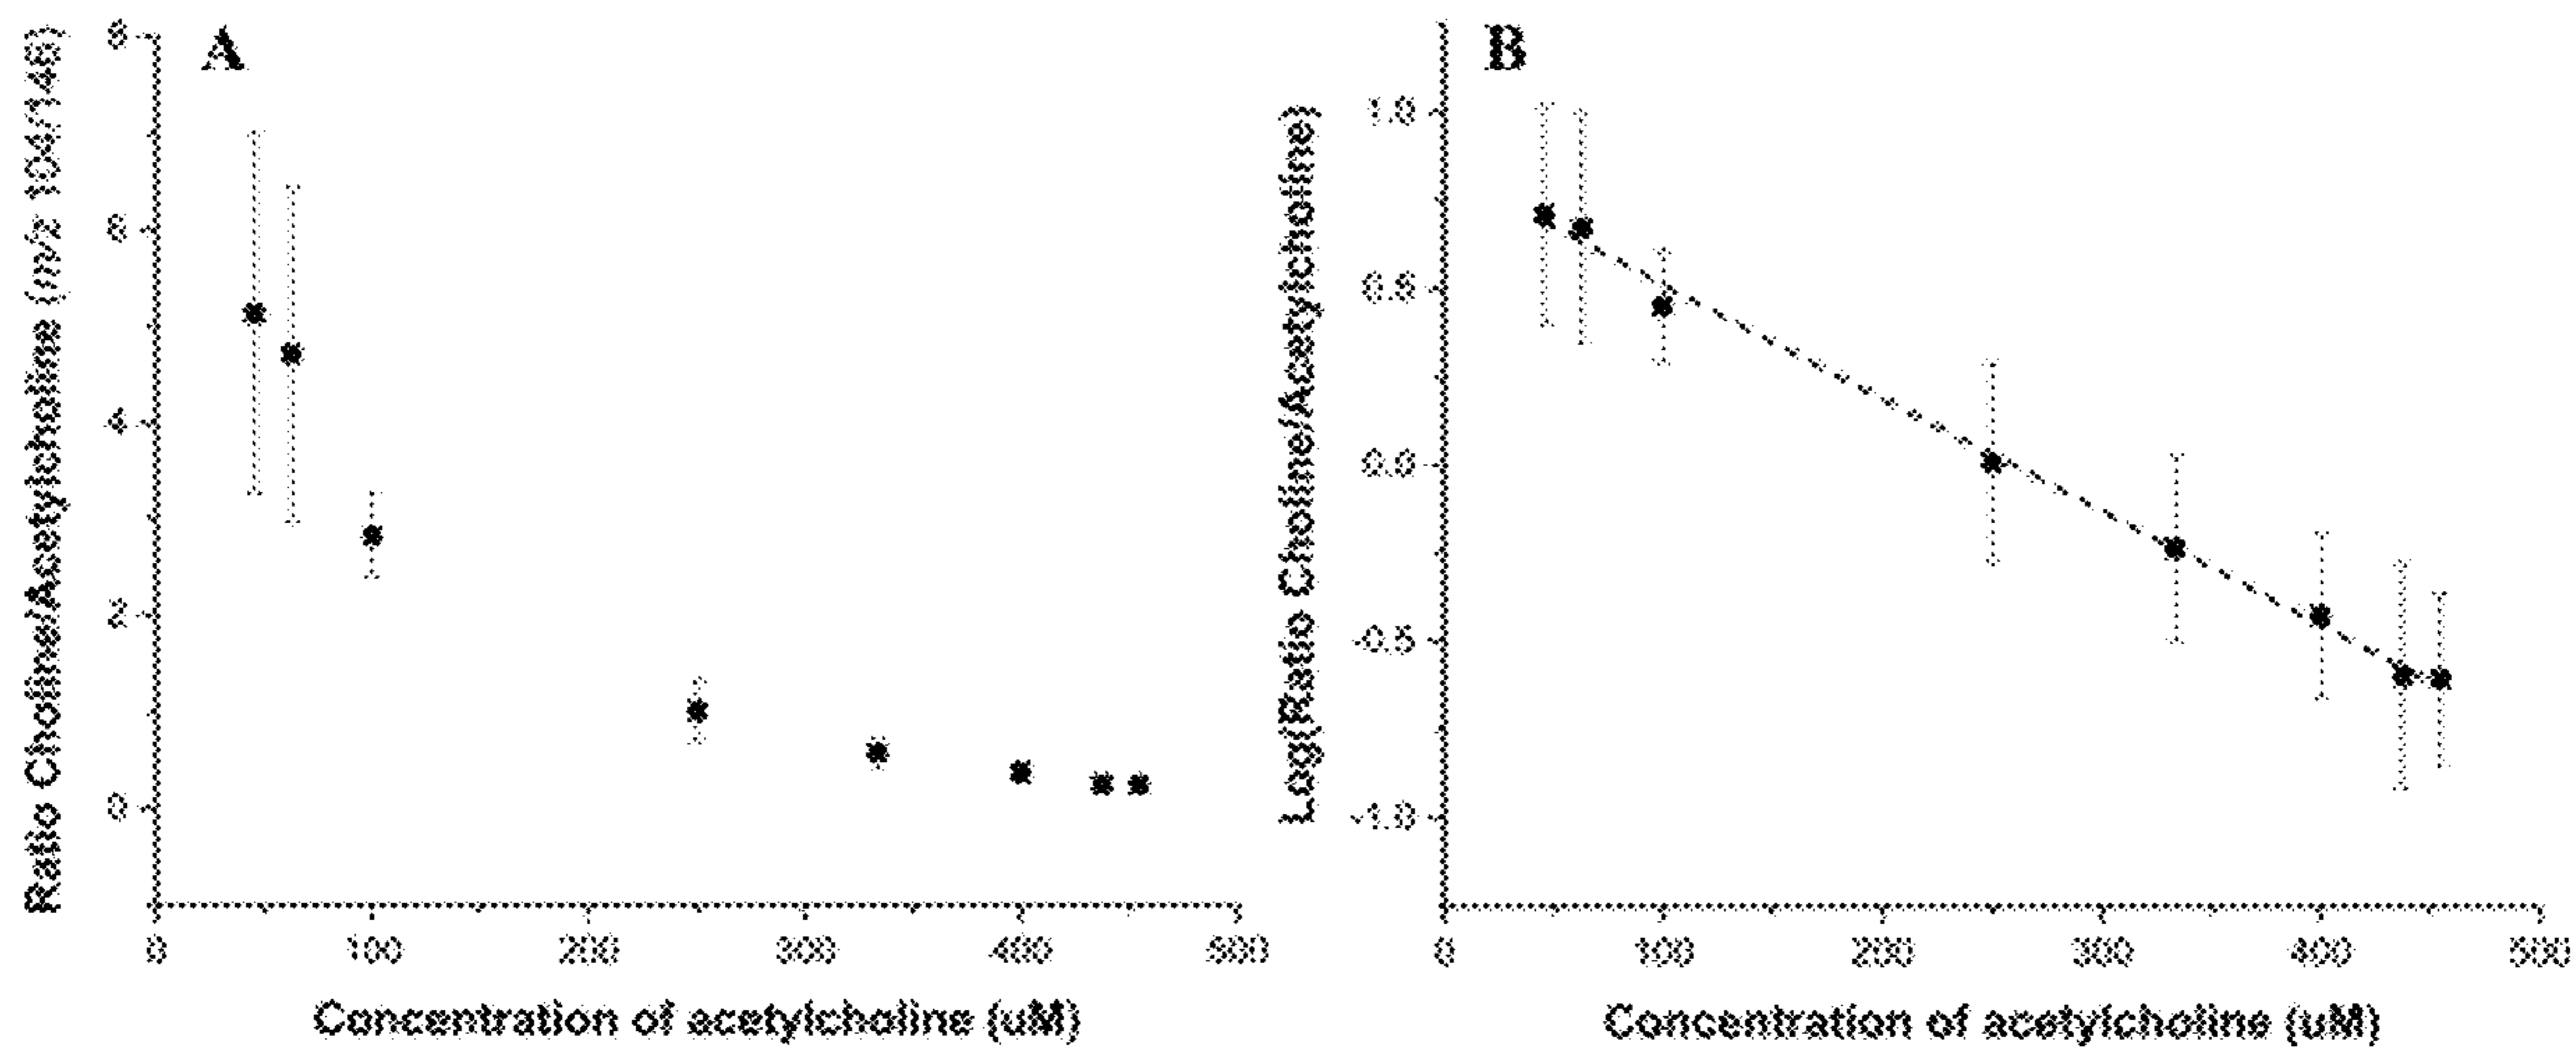 A
Ratio Choline/Acetylcholine (m/z 104/146)
8
6
4
2
0
0 100 200 300 400 500
Concentration of acetylcholine (uM)
B
Log(Ratio Choline/Acetylcholine)
1.0
0.5
0.0
-0.5
-1.0
0 100 200 300 400 500
Concentration of acetylcholine (uM)